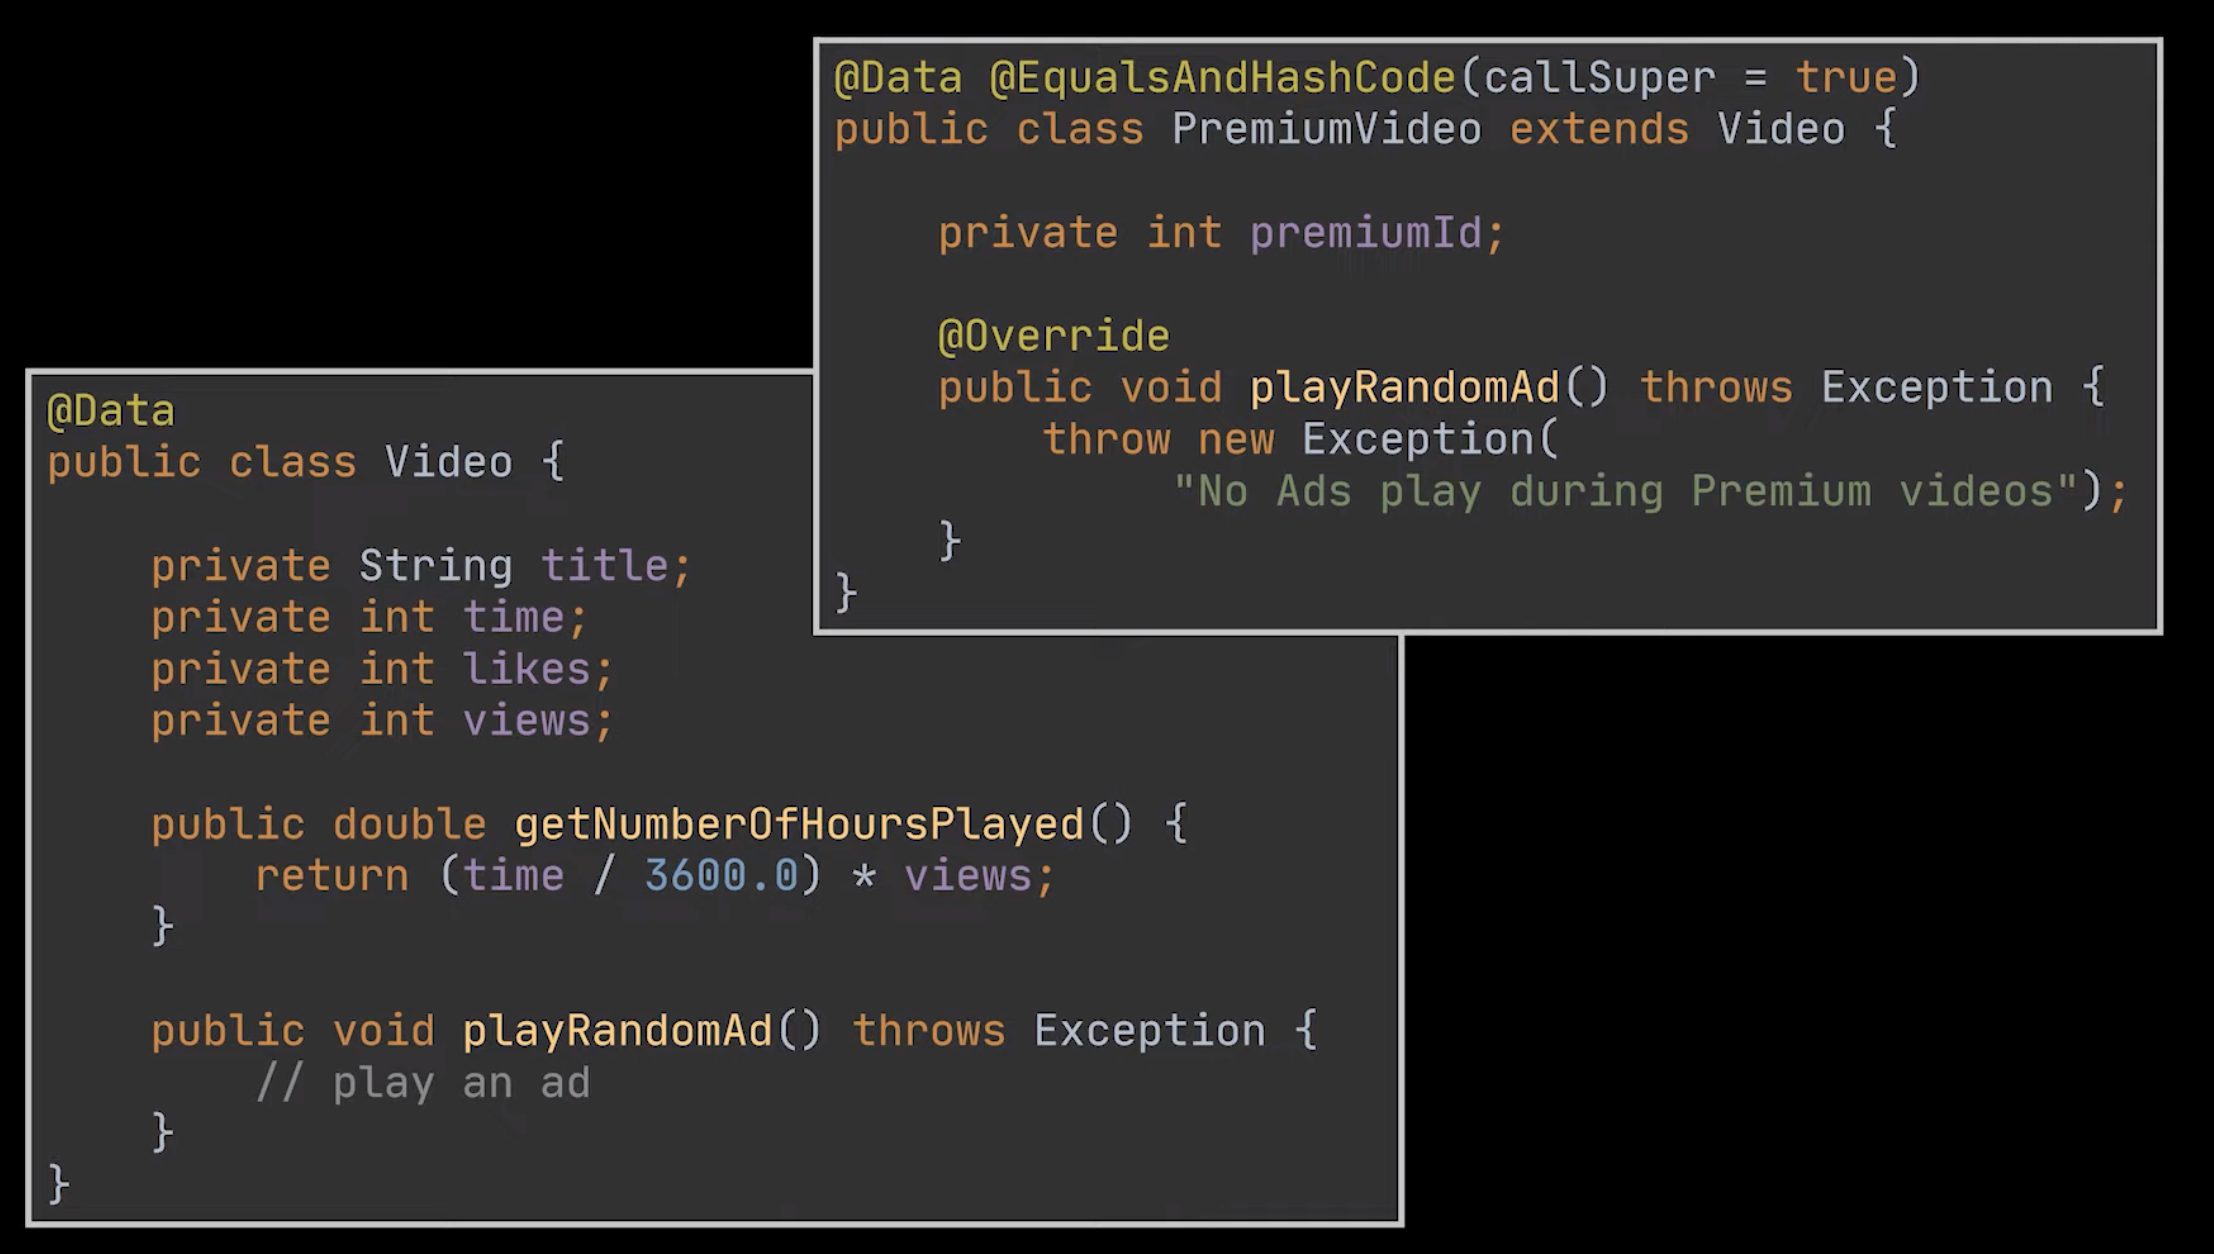 @Data @EqualsAndHashCode(callSuper = true)
public class PremiumVideo extends Video {
private int premiumId;
@Override
public void playRandomAd() throws Exception {
throw new Exception(
"No Ads play during Premium videos");
}
}
@Data
public class Video {
private String title;
private int time;
private int likes;
private int views;
public double getNumberOfHoursPlayed() {
return (time / 3600.0) * views;
}
public void playRandomAd() throws Exception {
// play an ad
}
}